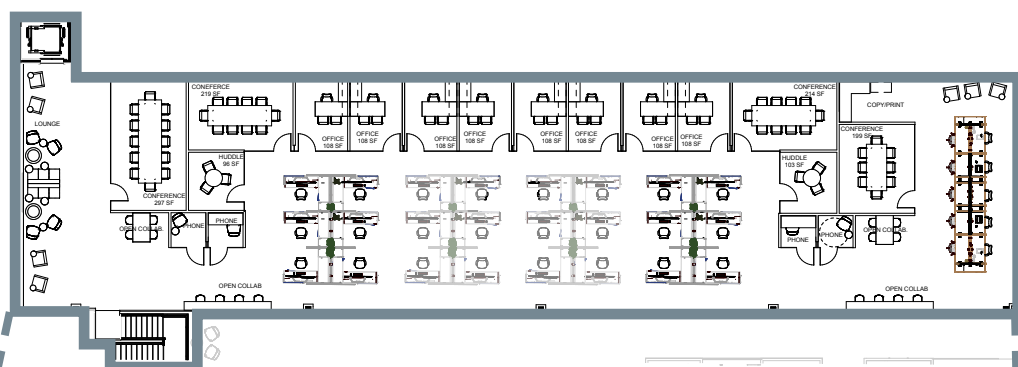 CONEFERCE
219 SF
OFFICE
108 SF
OFFICE
108 SF
OFFICE
108 SF
OFFICE
108 SF
OFFICE
108 SF
OFFICE
108 SF
OFFICE
108 SF
OFFICE
108 SF
CONFERENCE
214 SF
COPY/PRINT
LOUNGE
CONFERENCE
199 SF
HUDDLE
96 SF
HUDDLE
103 SF
CONFERENCE
297 SF
OPEN COLLAB.
PHONE
PHONE
PHONE
PHONE
OPEN COLLAB.
OPEN COLLAB
OPEN COLLAB